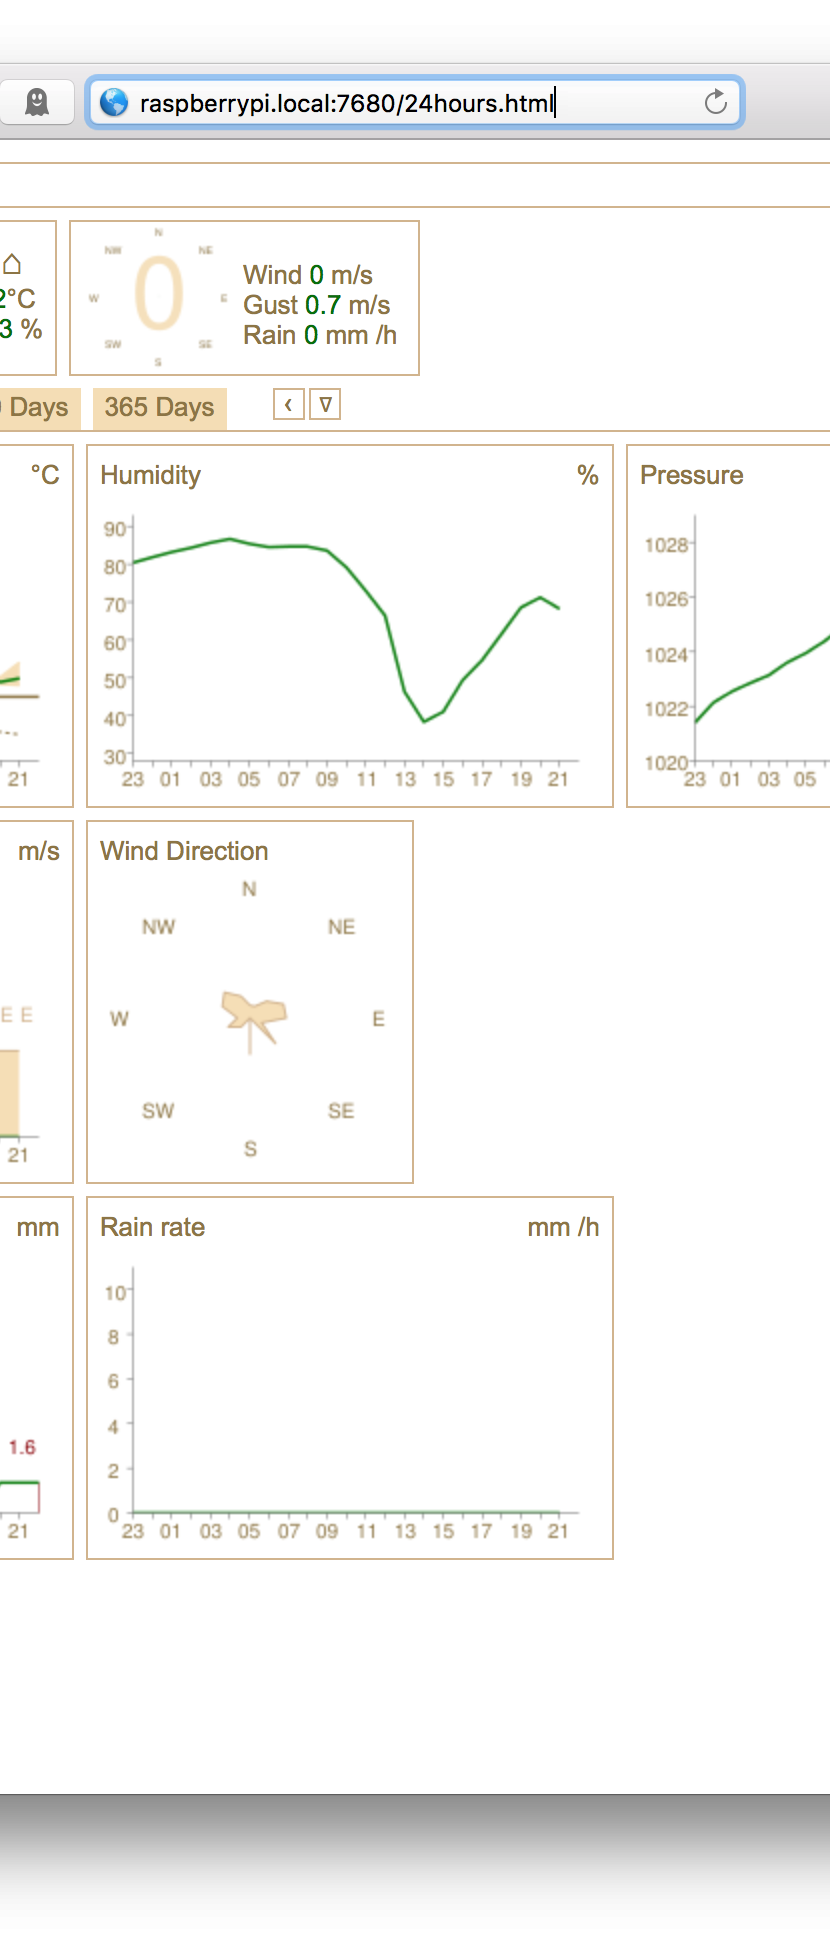 raspberrypi.local:7680/24hours.html
2°C
3 %
N
NW
NE
W
0
E
SW
SE
S
Wind 0 m/s
Gust 0.7 m/s
Rain 0 mm /h
Days
365 Days
°C
21
Humidity %
90
80
70
60
50
40
30
23 01 03 05 07 09 11 13 15 17 19 20 21
Pressure
1028
1026
1024
1022
1020
23 01 03 05
m/s
E E
21
Wind Direction
N
NW NE
W E
SW SE
S
mm
1.6
21
Rain rate mm /h
10
8
6
4
2
0
23 01 03 05 07 09 11 13 15 17 19 20 21